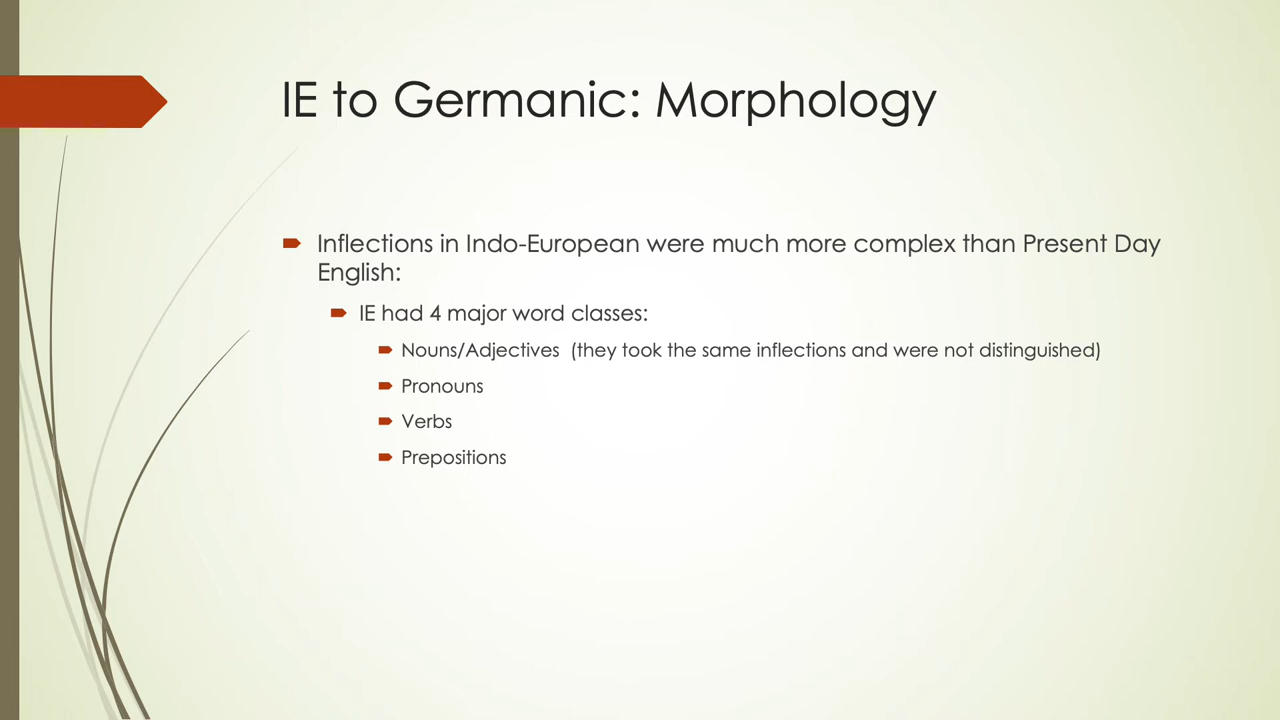 IE to Germanic: Morphology
Inflections in Indo-European were much more complex than Present Day
English:
IE had 4 major word classes:
Nouns/Adjectives  (they took the same inflections and were not distinguished)
Pronouns
Verbs
Prepositions